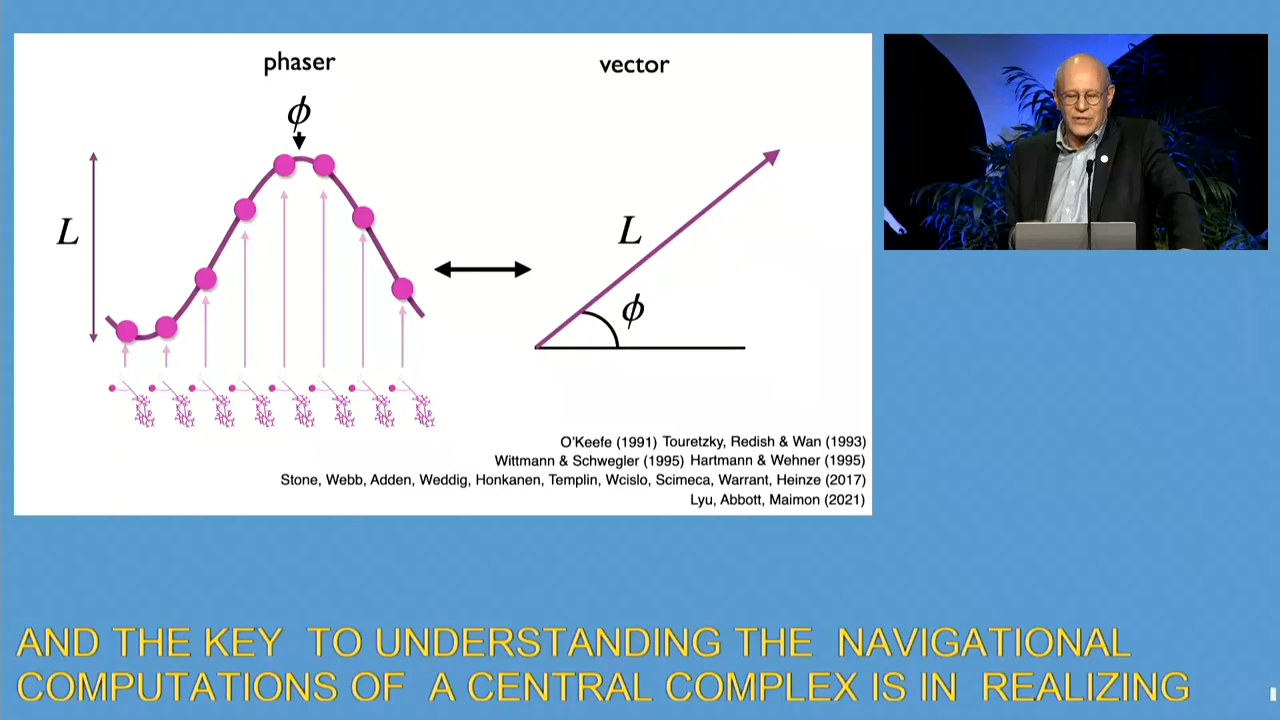 phaser
vector
ϕ
L
L
ϕ
O'Keefe (1991) Touretzky, Redish & Wan (1993)
Wittmann & Schwegler (1995) Hartmann & Wehner (1995)
Stone, Webb, Adden, Weddig, Honkanen, Templin, Wcislo, Scimeca, Warrant, Heinze (2017)
Lyu, Abbott, Maimon (2021)
AND THE KEY TO UNDERSTANDING THE NAVIGATIONAL
COMPUTATIONS OF A CENTRAL COMPLEX IS IN REALIZING